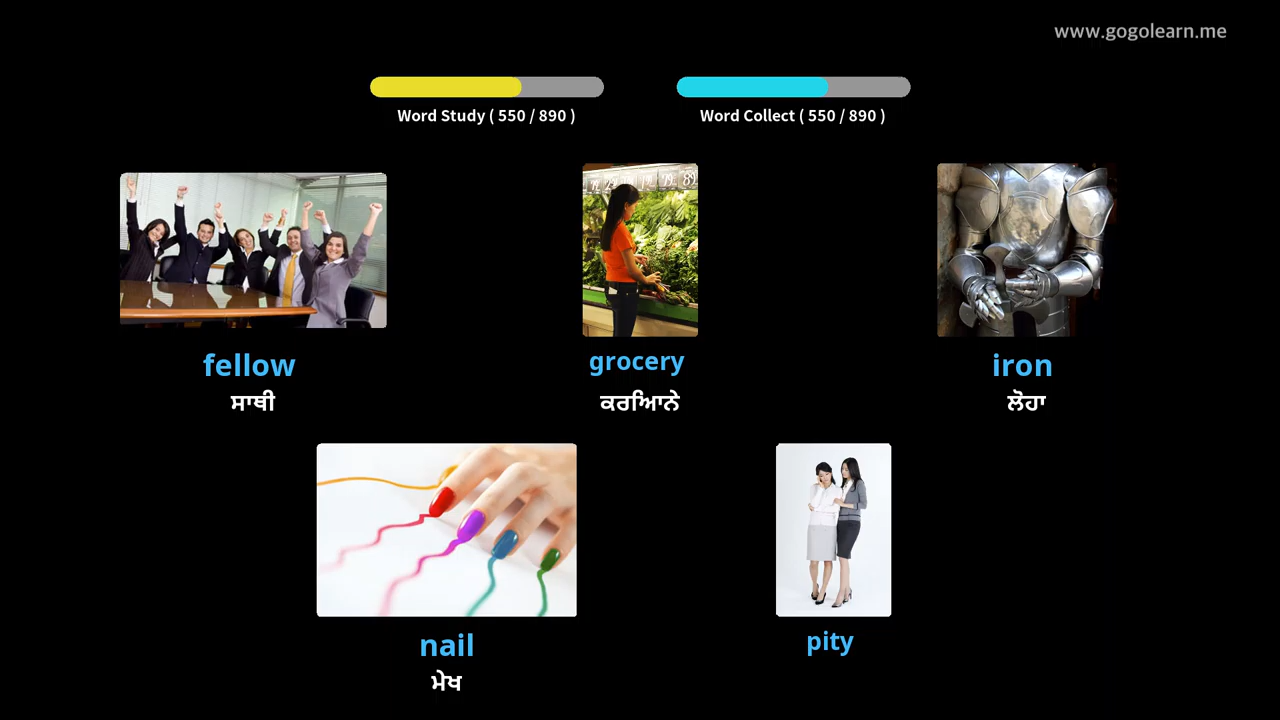 www.gogolearn.me
Word Study ( 550 / 890 )
Word Collect ( 550 / 890 )
fellow
ਸਾਥੀ
grocery
ਕਰਿਆਨੇ
iron
ਲੋਹਾ
nail
ਮੇਖ
pity